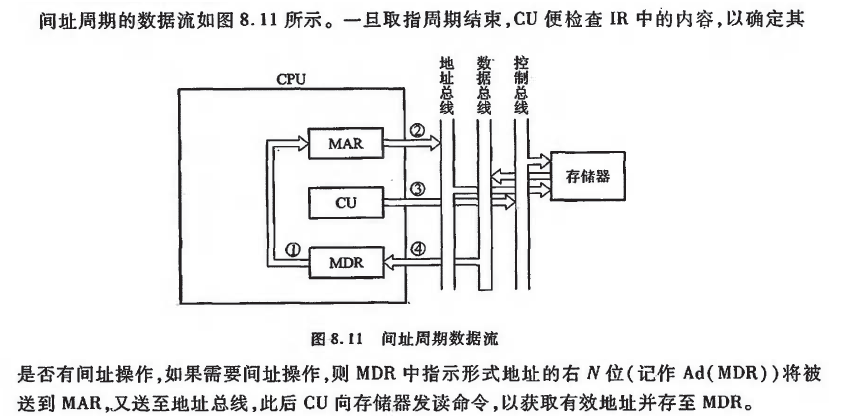 间址周期的数据流如图 8.11 所示。一旦取指周期结束,CU 便检查 IR 中的内容,以确定其
CPU
地址总线
数据总线
控制总线
MAR
②
CU
③
存储器
①
MDR
④
图 8.11 间址周期数据流
是否有间址操作,如果需要间址操作,则 MDR 中指示形式地址的右 N 位(记作 Ad(MDR))将被
送到 MAR,又送至地址总线,此后 CU 向存储器发读命令,以获取有效地址并存至 MDR。